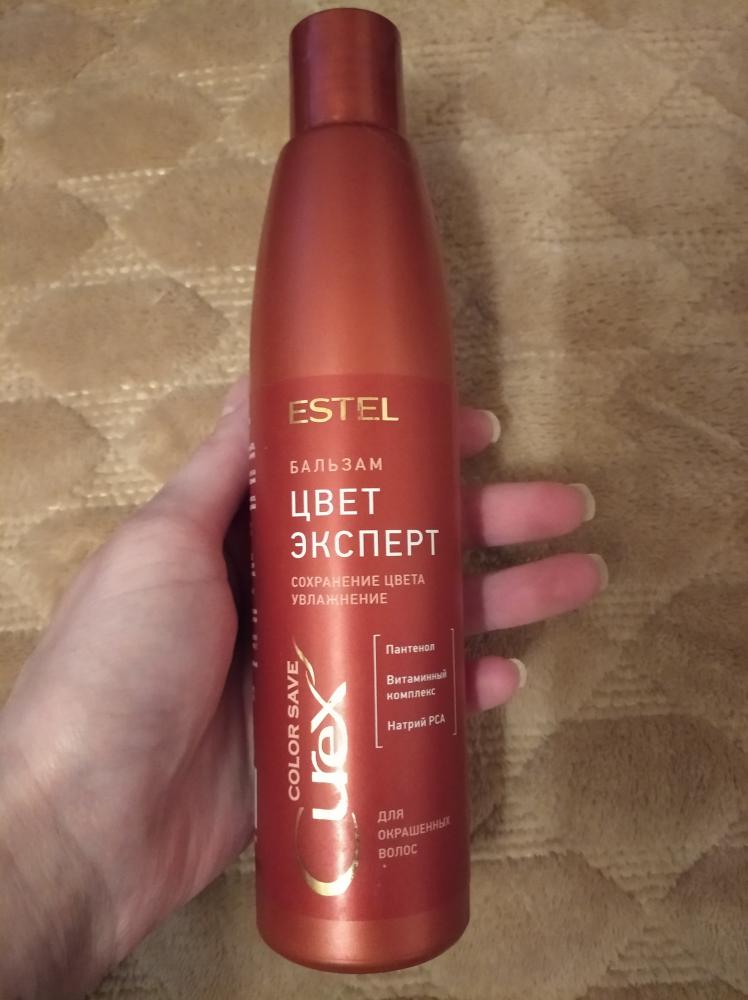 ESTEL
БАЛЬЗАМ
ЦВЕТ
ЭКСПЕРТ
СОХРАНЕНИЕ ЦВЕТА
УВЛАЖНЕНИЕ
Пантенол
Витаминный
комплекс
Натрий PCA
COLOR SAVE
Curex
ДЛЯ
ОКРАШЕННЫХ
ВОЛОС